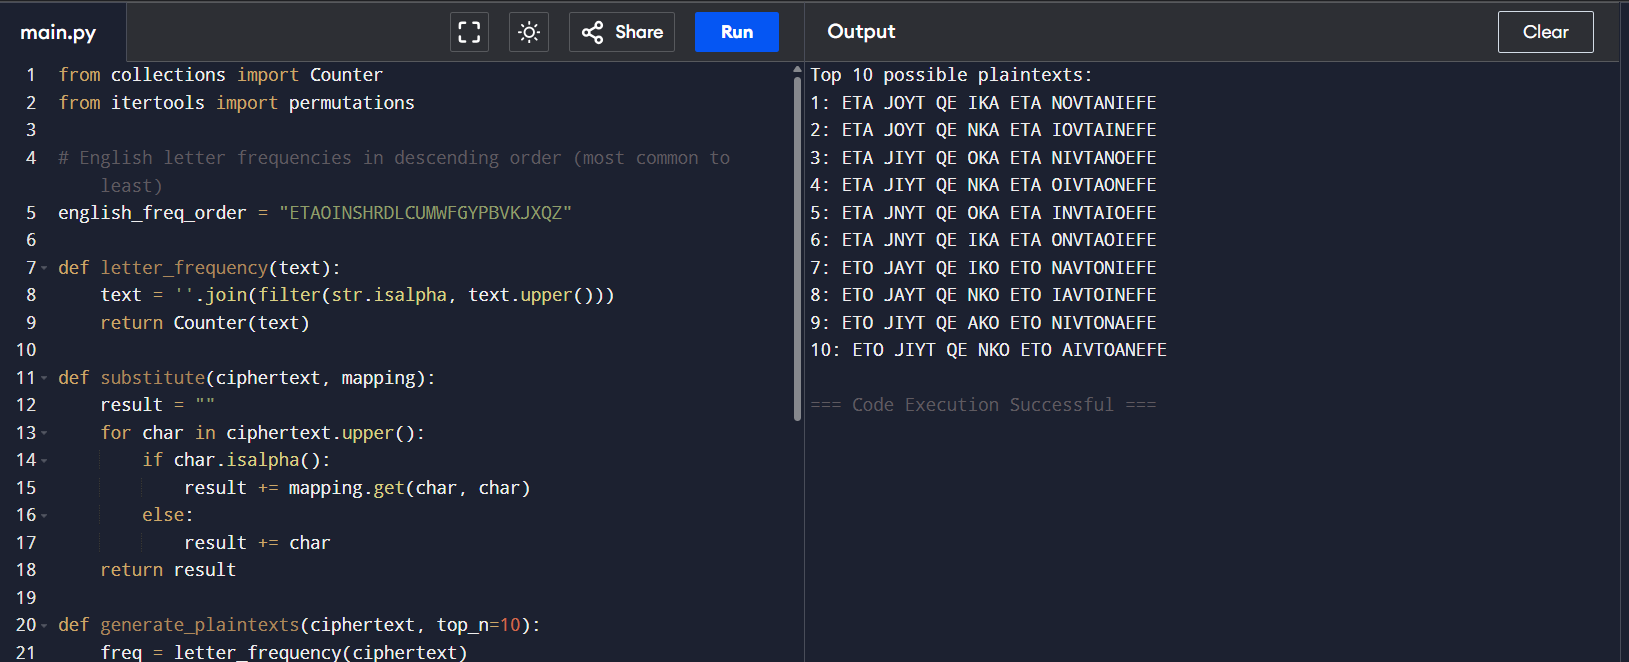 main.py
Share
Run
Output
Clear
1 from collections import Counter
2 from itertools import permutations
3
4 # English letter frequencies in descending order (most common to
least)
5 english_freq_order = "ETAOINSHRDLCUMWFGYPBVKJXQZ"
6
7 def letter_frequency(text):
8 text = ''.join(filter(str.isalpha, text.upper()))
9 return Counter(text)
10
11 def substitute(ciphertext, mapping):
12 result = ""
13 for char in ciphertext.upper():
14 if char.isalpha():
15 result += mapping.get(char, char)
16 else:
17 result += char
18 return result
19
20 def generate_plaintexts(ciphertext, top_n=10):
21 freq = letter_frequency(ciphertext)
Top 10 possible plaintexts:
1: ETA JOYT QE IKA ETA NOVTANIEFE
2: ETA JOYT QE NKA ETA IOVTAINEFE
3: ETA JIYT QE OKA ETA NIVTANOEFE
4: ETA JIYT QE NKA ETA OIVTAONEFE
5: ETA JNYT QE OKA ETA INVTAIOEFE
6: ETA JNYT QE IKA ETA ONVTAOIEFE
7: ETO JAYT QE IKO ETO NAVTONIEFE
8: ETO JAYT QE NKO ETO IAVTOINEFE
9: ETO JIYT QE AKO ETO NIVTONAEFE
10: ETO JIYT QE NKO ETO AIVTOANEFE
=== Code Execution Successful ===